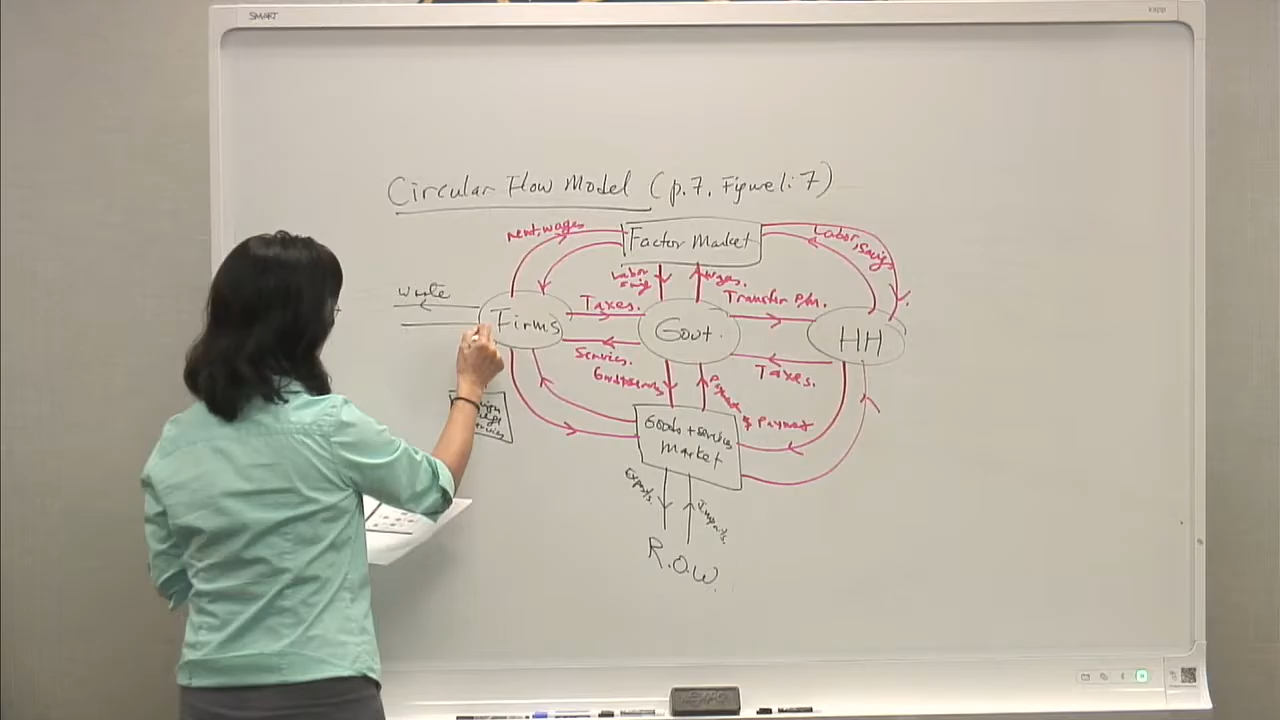 SMART
kapp
Circular Flow Model (p.7, Figure 1:7)
Rent, wages
Factor Market
Labor, Savings
Labor
wages.
Waste
Taxes.
Transfer P/m.
Firms
Govt.
HH
Services.
Taxes.
Payment
Goods + services
Market
Exports.
Imports.
R.O.W.